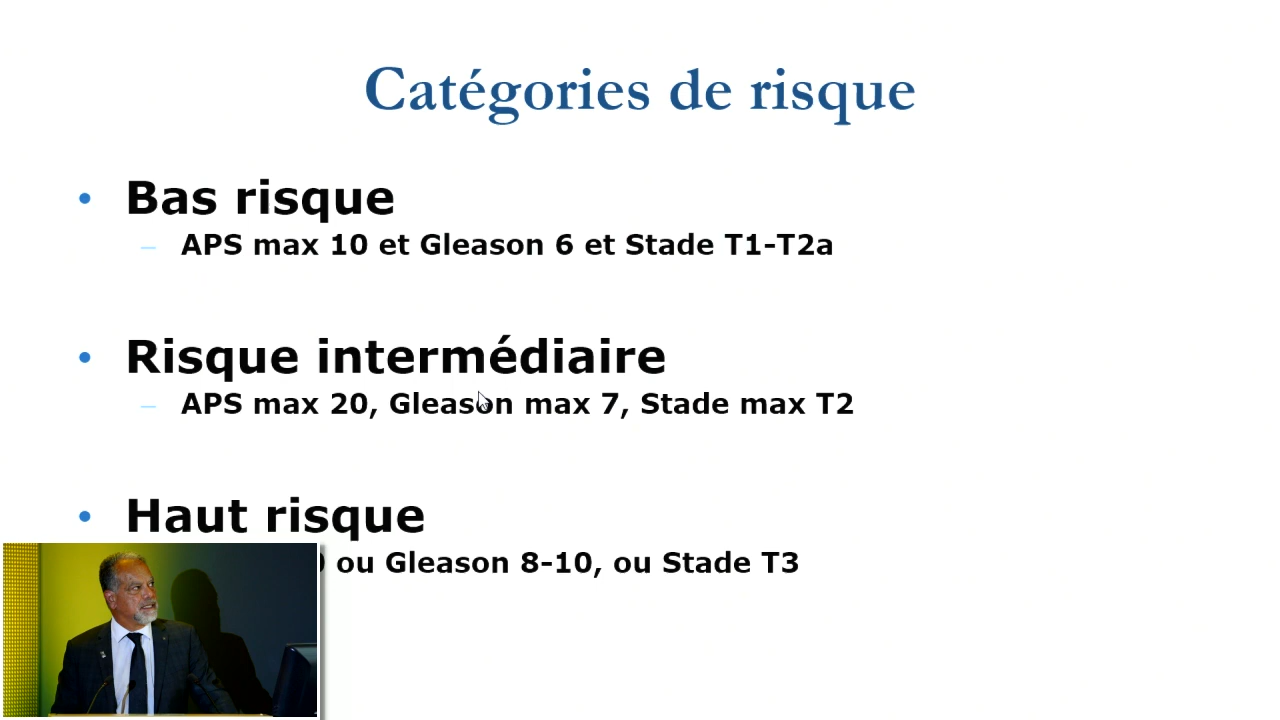 Catégories de risque
• Bas risque
– APS max 10 et Gleason 6 et Stade T1-T2a
• Risque intermédiaire
– APS max 20, Gleason max 7, Stade max T2
• Haut risque
ou Gleason 8-10, ou Stade T3